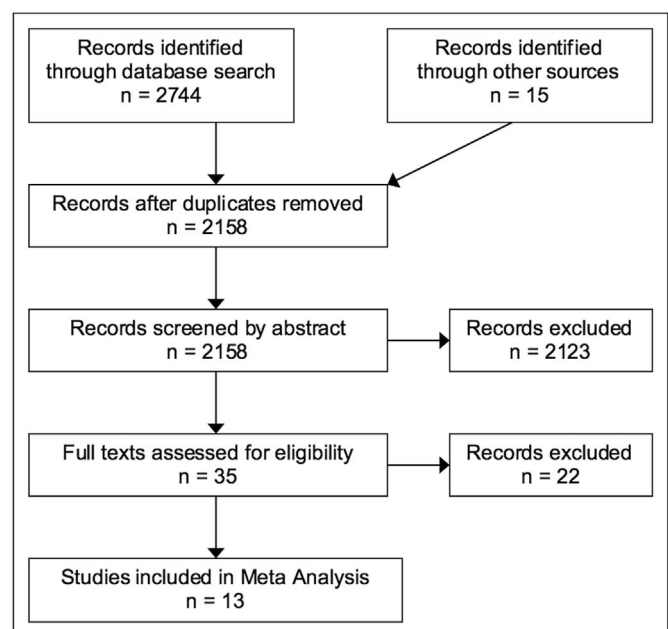 Records identified
through database search
n = 2744
Records identified
through other sources
n = 15
Records after duplicates removed
n = 2158
Records screened by abstract
n = 2158
Records excluded
n = 2123
Full texts assessed for eligibility
n = 35
Records excluded
n = 22
Studies included in Meta Analysis
n = 13